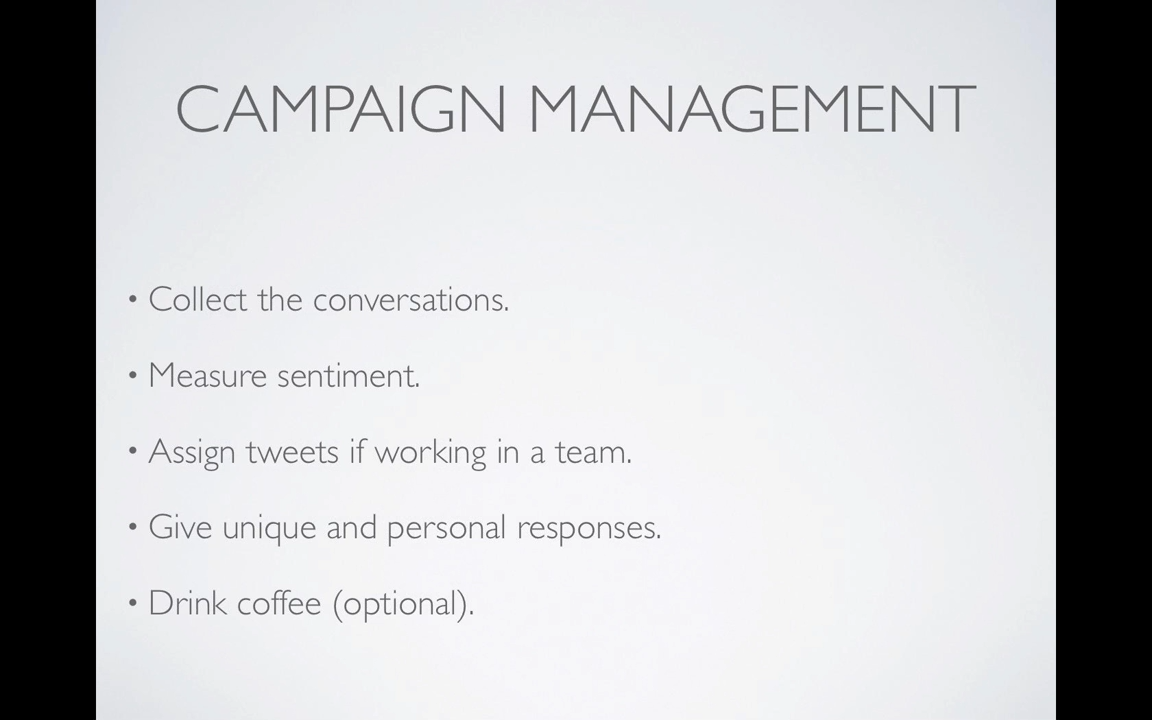 CAMPAIGN MANAGEMENT
• Collect the conversations.
• Measure sentiment.
• Assign tweets if working in a team.
• Give unique and personal responses.
• Drink coffee (optional).